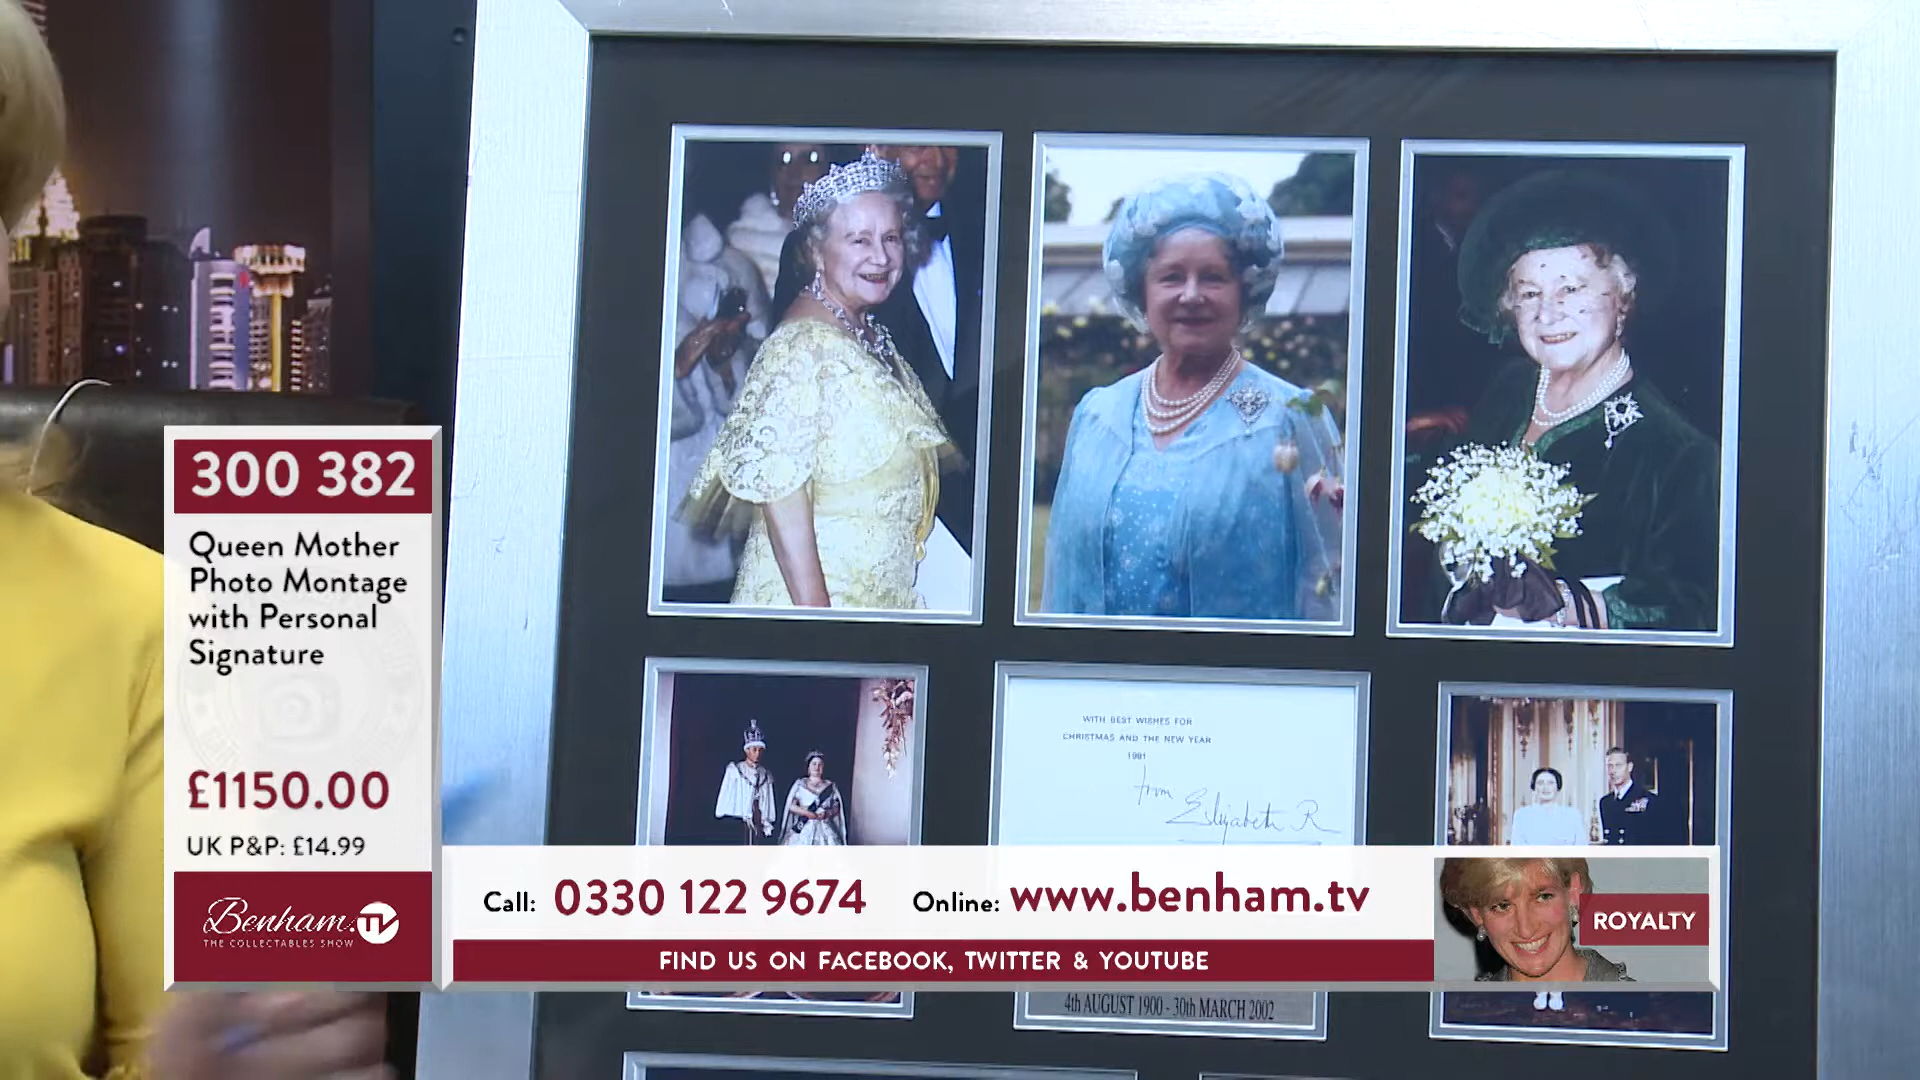 300 382
Queen Mother
Photo Montage
with Personal
Signature
£1150.00
UK P&P: £14.99
Benham.TV
THE COLLECTABLES SHOW
WITH BEST WISHES FOR
CHRISTMAS AND THE NEW YEAR
1991
from
Elizabeth R
Call: 0330 122 9674 Online: www.benham.tv
ROYALTY
FIND US ON FACEBOOK, TWITTER & YOUTUBE
4th AUGUST 1900 - 30th MARCH 2002